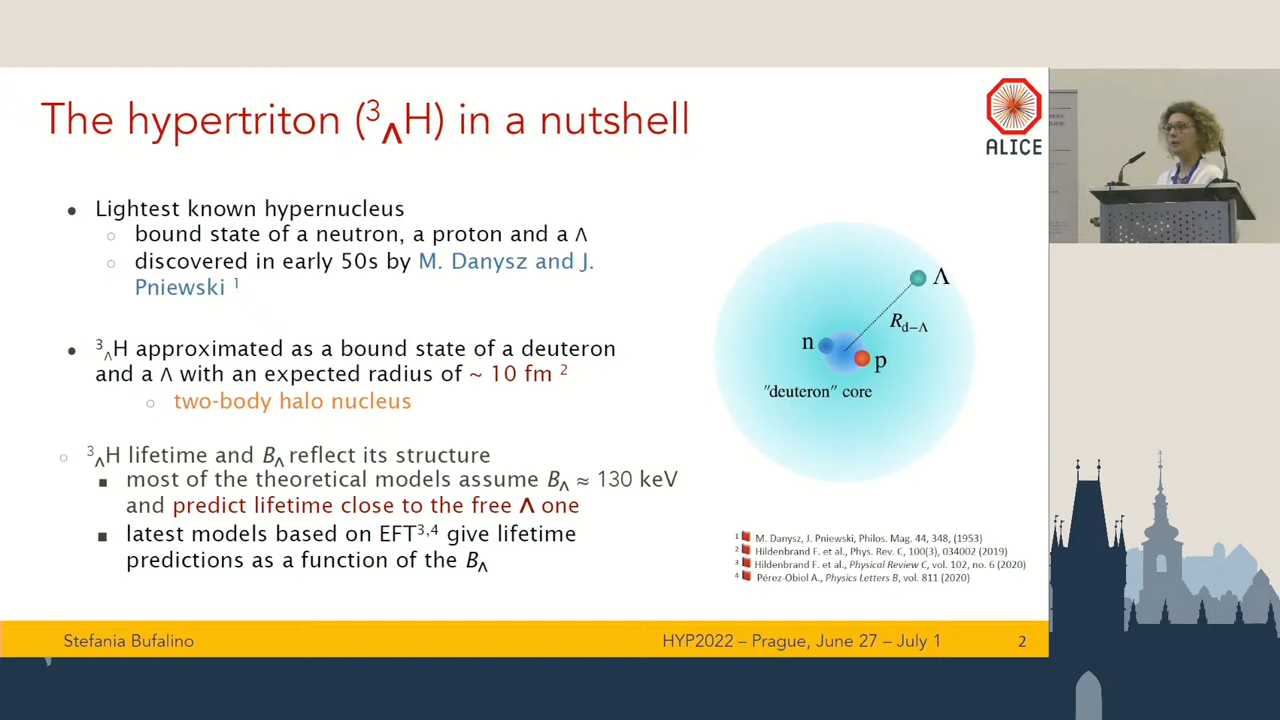 The hypertriton (³ΛH) in a nutshell
ALICE
● Lightest known hypernucleus
○ bound state of a neutron, a proton and a Λ
○ discovered in early 50s by M. Danysz and J.
Pniewski ¹
● ³ΛH approximated as a bound state of a deuteron
and a Λ with an expected radius of ~ 10 fm ²
○ two-body halo nucleus
○ ³ΛH lifetime and BΛ reflect its structure
■ most of the theoretical models assume BΛ ≈ 130 keV
and predict lifetime close to the free Λ one
■ latest models based on EFT³,⁴ give lifetime
predictions as a function of the BΛ
Λ
Rd−Λ
n
p
"deuteron" core
¹ M. Danysz, J. Pniewski, Philos. Mag. 44, 348, (1953)
² Hildenbrand F. et al., Phys. Rev. C, 100(3), 034002 (2019)
³ Hildenbrand F. et al., Physical Review C, vol. 102, no. 6 (2020)
⁴ Pérez-Obiol A., Physics Letters B, vol. 811 (2020)
Stefania Bufalino
HYP2022 – Prague, June 27 – July 1
2